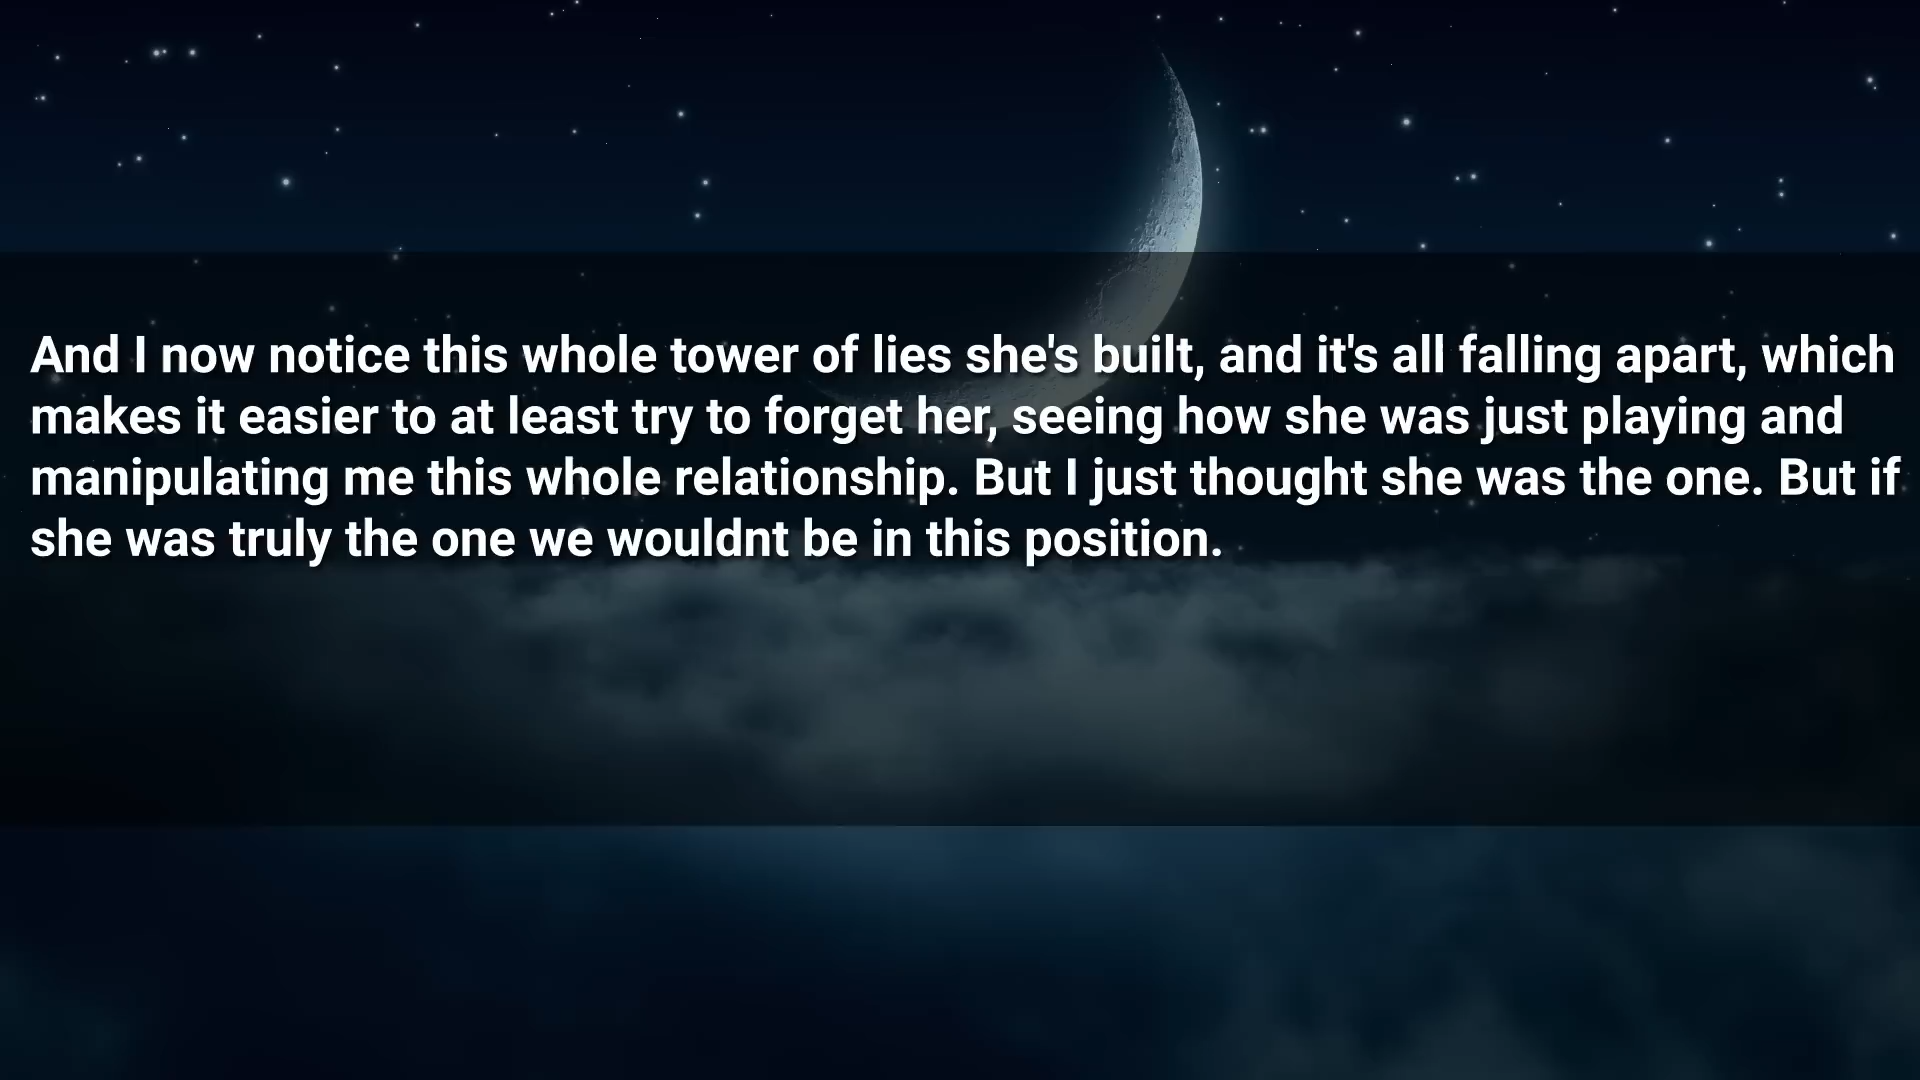 And I now notice this whole tower of lies she's built, and it's all falling apart, which
makes it easier to at least try to forget her, seeing how she was just playing and
manipulating me this whole relationship. But I just thought she was the one. But if
she was truly the one we wouldnt be in this position.